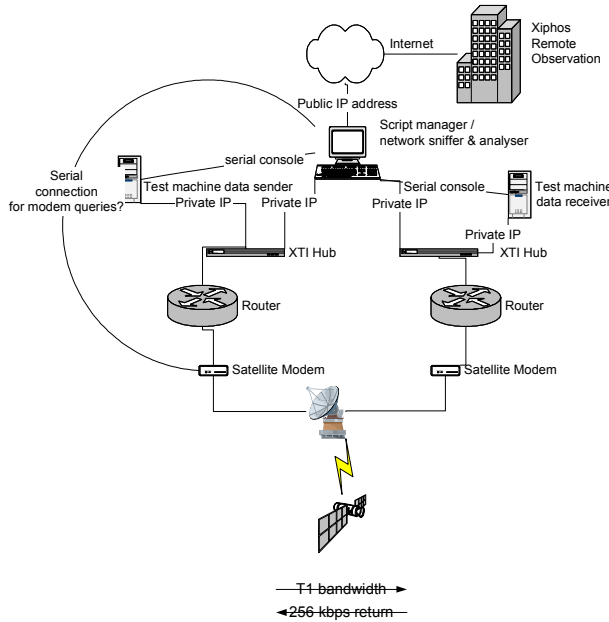 Internet
Xiphos
Remote
Observation
Public IP address
Script manager /
network sniffer & analyser
serial console
Serial
connection
for modem queries?
Test machine data sender
Private IP
Private IP
Serial console
Test machine
data receiver
Private IP
Private IP
XTI Hub
XTI Hub
Router
Router
Satellite Modem
Satellite Modem
T1 bandwidth
256 kbps return